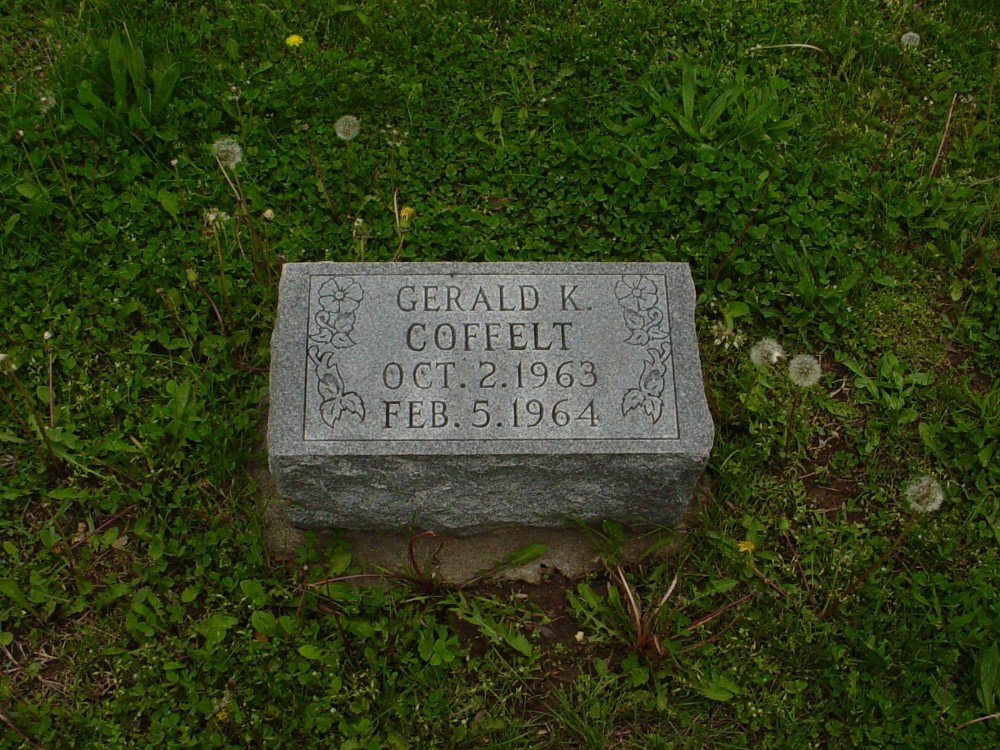 GERALD K.
COFFELT
OCT. 2. 1963
FEB. 5. 1964